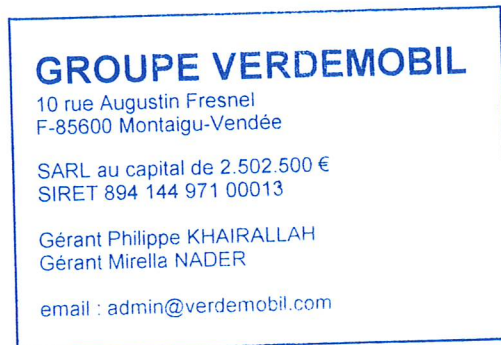 GROUPE VERDEMOBIL
10 rue Augustin Fresnel
F-85600 Montaigu-Vendée
SARL au capital de 2.502.500 €
SIRET 894 144 971 00013
Gérant Philippe KHAIRALLAH
Gérant Mirella NADER
email : admin@verdemobil.com